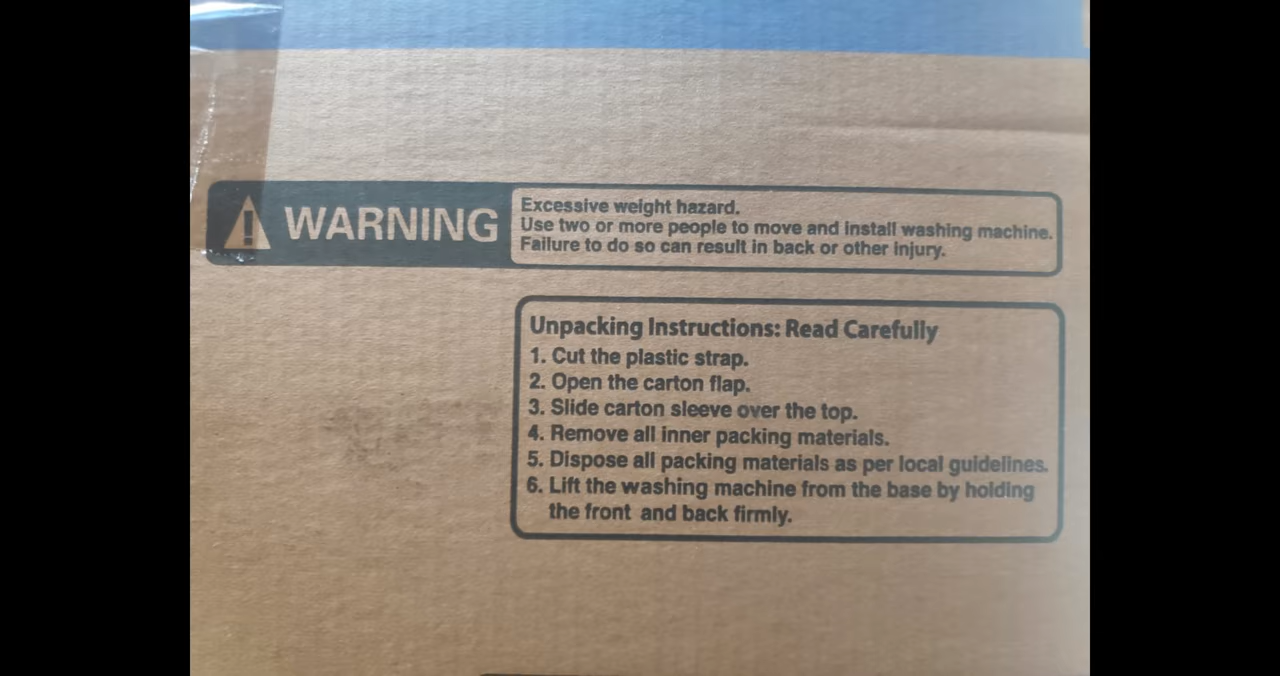 WARNING
Excessive weight hazard.
Use two or more people to move and install washing machine.
Failure to do so can result in back or other injury.
Unpacking Instructions: Read Carefully
1. Cut the plastic strap.
2. Open the carton flap.
3. Slide carton sleeve over the top.
4. Remove all inner packing materials.
5. Dispose all packing materials as per local guidelines.
6. Lift the washing machine from the base by holding
the front and back firmly.